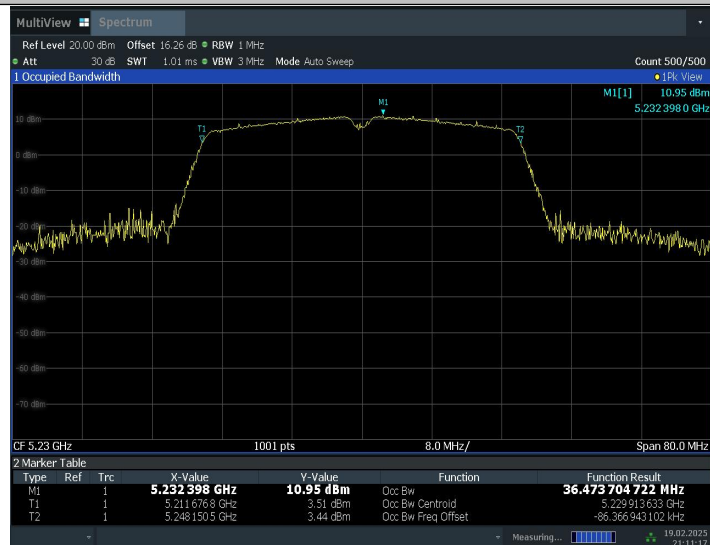 MultiView Spectrum
Ref Level 20.00 dBm Offset 16.26 dB RBW 1 MHz
Att 30 dB SWT 1.01 ms VBW 3 MHz Mode Auto Sweep Count 500/500
1 Occupied Bandwidth 1Pk View
M1[1] 10.95 dBm
5.232 398 0 GHz
M1
10 dBm
T1 T2
0 dBm
-10 dBm
-20 dBm
-30 dBm
-40 dBm
-50 dBm
-60 dBm
-70 dBm
CF 5.23 GHz 1001 pts 8.0 MHz/ Span 80.0 MHz
2 Marker Table
Type Ref Trc X-Value Y-Value Function Function Result
M1 1 5.232 398 GHz 10.95 dBm Occ Bw 36.473 704 722 MHz
T1 1 5.211 676 8 GHz 3.51 dBm Occ Bw Centroid 5.229 913 633 GHz
T2 1 5.248 150 5 GHz 3.44 dBm Occ Bw Freq Offset -86.366 943 102 kHz
Measuring... 19.02.2025
21:11:17